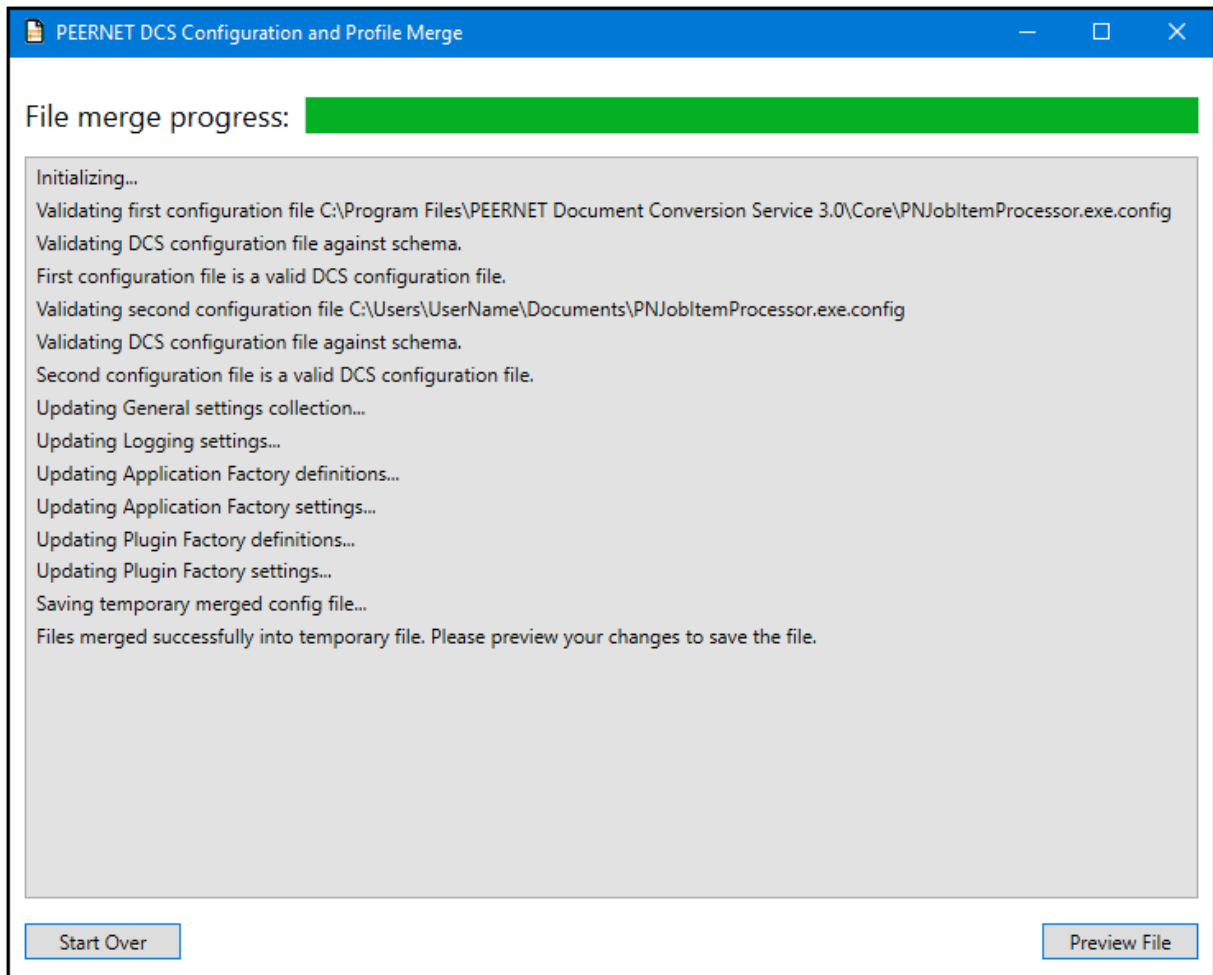 PEERNET DCS Configuration and Profile Merge
File merge progress:
Initializing...
Validating first configuration file C:\Program Files\PEERNET Document Conversion Service 3.0\Core\PNJobItemProcessor.exe.config
Validating DCS configuration file against schema.
First configuration file is a valid DCS configuration file.
Validating second configuration file C:\Users\UserName\Documents\PNJobItemProcessor.exe.config
Validating DCS configuration file against schema.
Second configuration file is a valid DCS configuration file.
Updating General settings collection...
Updating Logging settings...
Updating Application Factory definitions...
Updating Application Factory settings...
Updating Plugin Factory definitions...
Updating Plugin Factory settings...
Saving temporary merged config file...
Files merged successfully into temporary file. Please preview your changes to save the file.
Start Over
Preview File